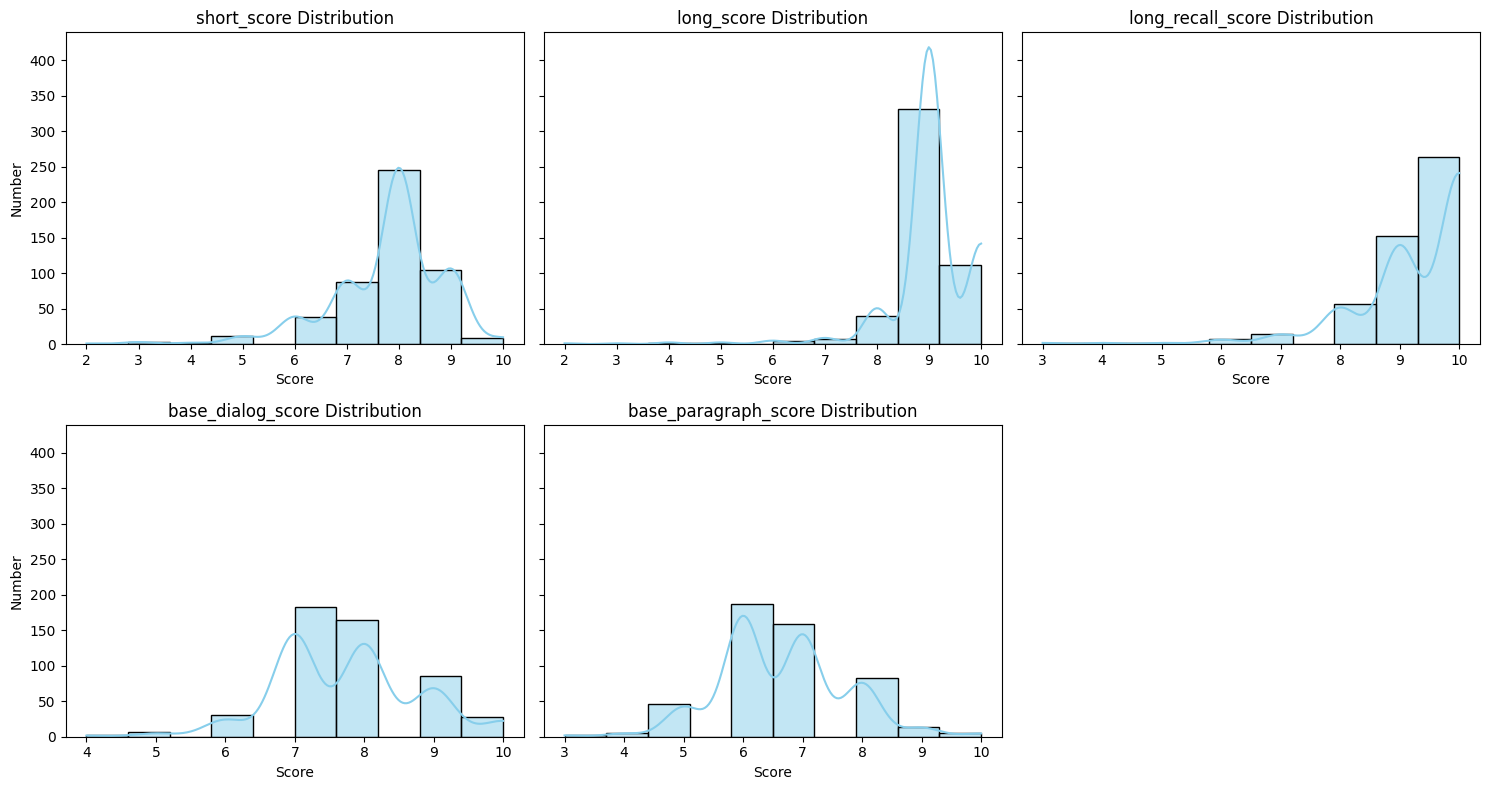 short_score Distribution
long_score Distribution
long_recall_score Distribution
400
350
300
250
200
150
100
50
0
Number
2 3 4 5 6 7 8 9 10
2 3 4 5 6 7 8 9 10
3 4 5 6 7 8 9 10
Score
Score
Score
base_dialog_score Distribution
base_paragraph_score Distribution
400
350
300
250
200
150
100
50
0
Number
4 5 6 7 8 9 10
3 4 5 6 7 8 9 10
Score
Score